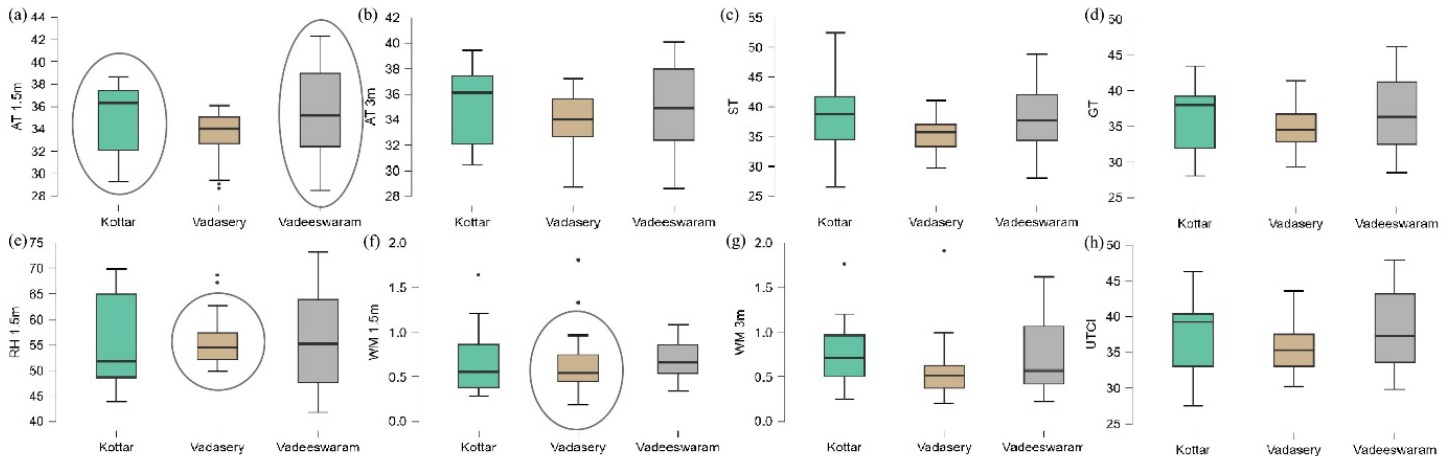 (a)
AT 1.5m
44
42
40
38
36
34
32
30
28
Kottar
Vadasery
Vadeeswaram
(b)
AT 3m
42
40
38
36
34
32
30
28
Kottar
Vadasery
Vadeeswaram
(c)
ST
55
50
45
40
35
30
25
Kottar
Vadasery
Vadeeswaram
(d)
GT
50
45
40
35
30
25
Kottar
Vadasery
Vadeeswaram
(e)
RH 1.5m
75
70
65
60
55
50
45
40
Kottar
Vadasery
Vadeeswaram
(f)
WM 1.5m
2.0
1.5
1.0
0.5
0.0
Kottar
Vadasery
Vadeeswaram
(g)
WM 3m
2.0
1.5
1.0
0.5
0.0
Kottar
Vadasery
Vadeeswaram
(h)
UTCI
50
45
40
35
30
25
Kottar
Vadasery
Vadeeswaram